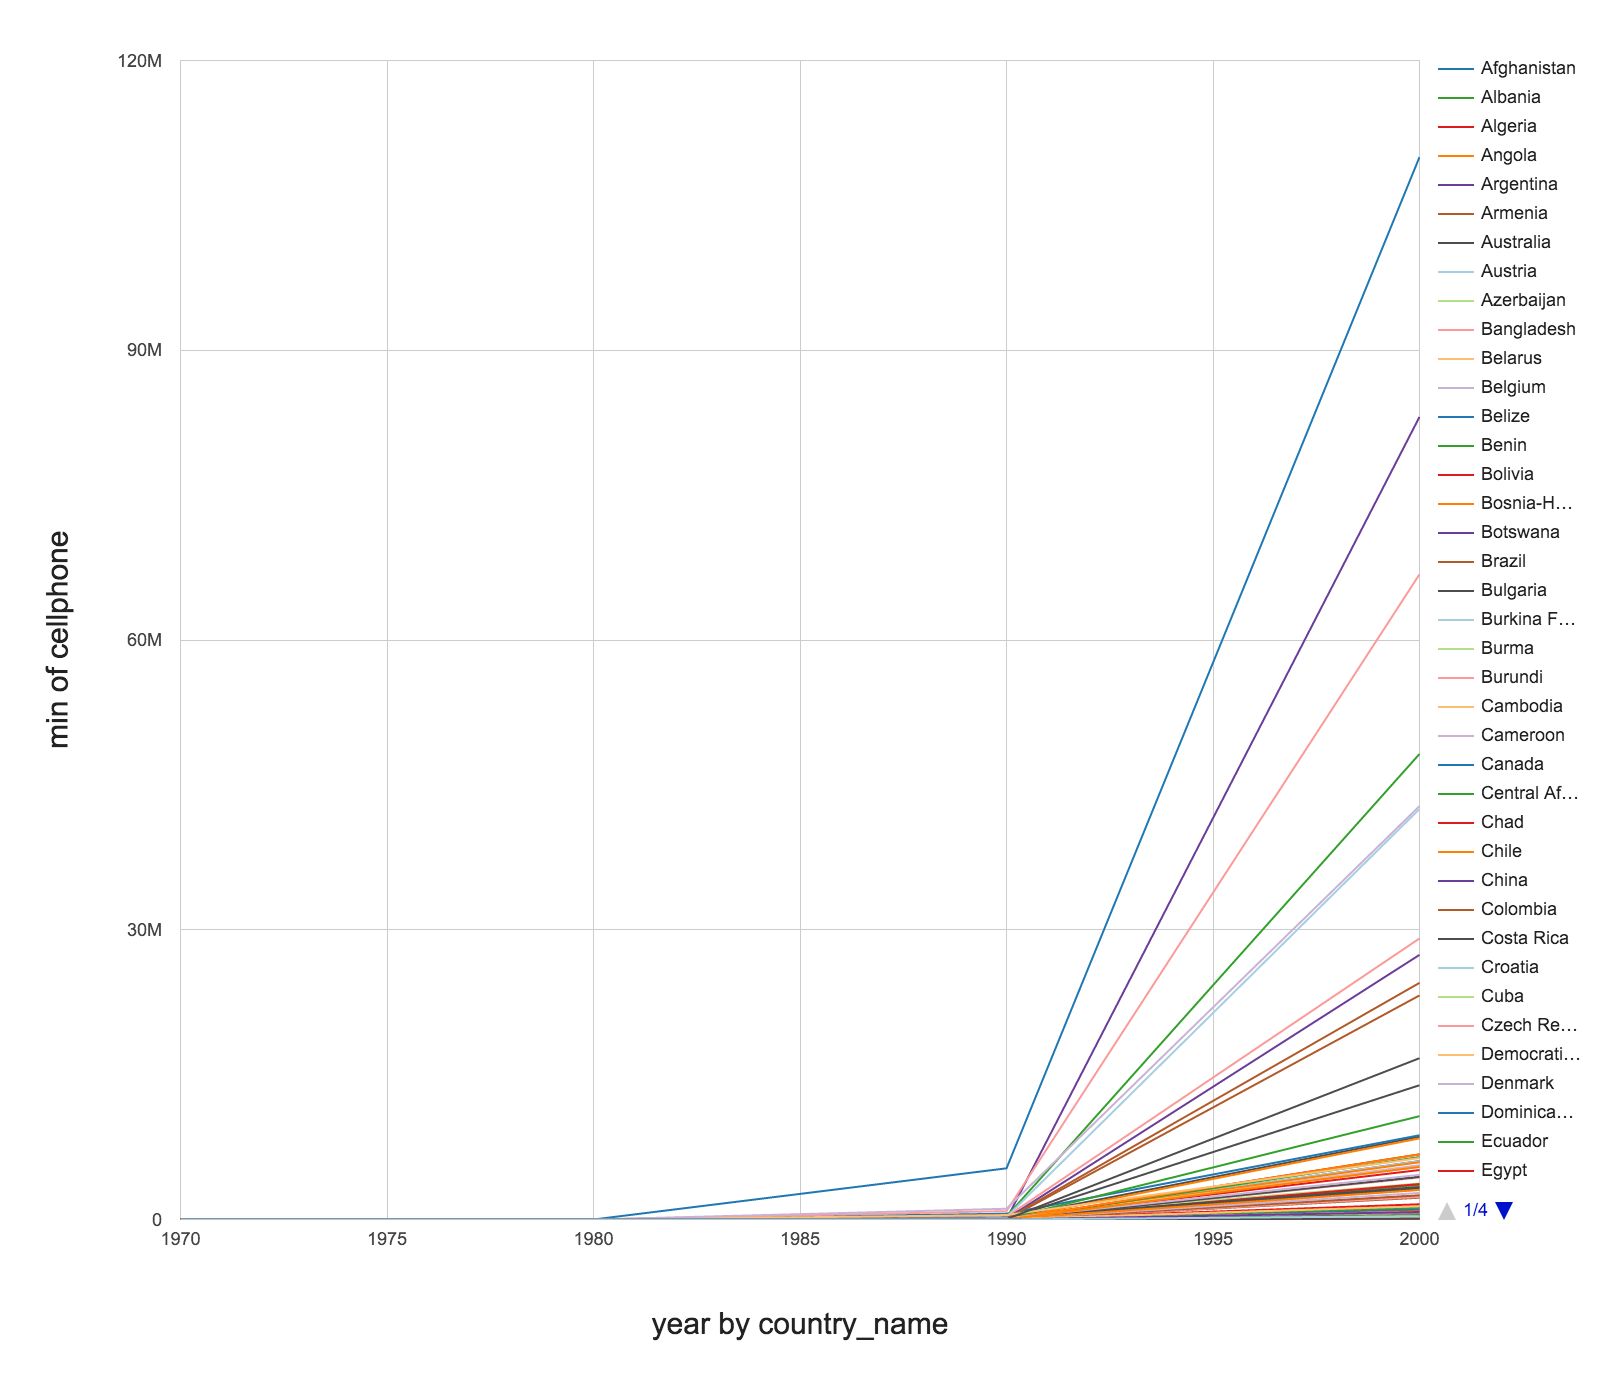 120M
90M
60M
30M
0
min of cellphone
1970
1975
1980
1985
1990
1995
2000
year by country_name
Afghanistan
Albania
Algeria
Angola
Argentina
Armenia
Australia
Austria
Azerbaijan
Bangladesh
Belarus
Belgium
Belize
Benin
Bolivia
Bosnia-H...
Botswana
Brazil
Bulgaria
Burkina F...
Burma
Burundi
Cambodia
Cameroon
Canada
Central Af...
Chad
Chile
China
Colombia
Costa Rica
Croatia
Cuba
Czech Re...
Democrati...
Denmark
Dominica...
Ecuador
Egypt
1/4